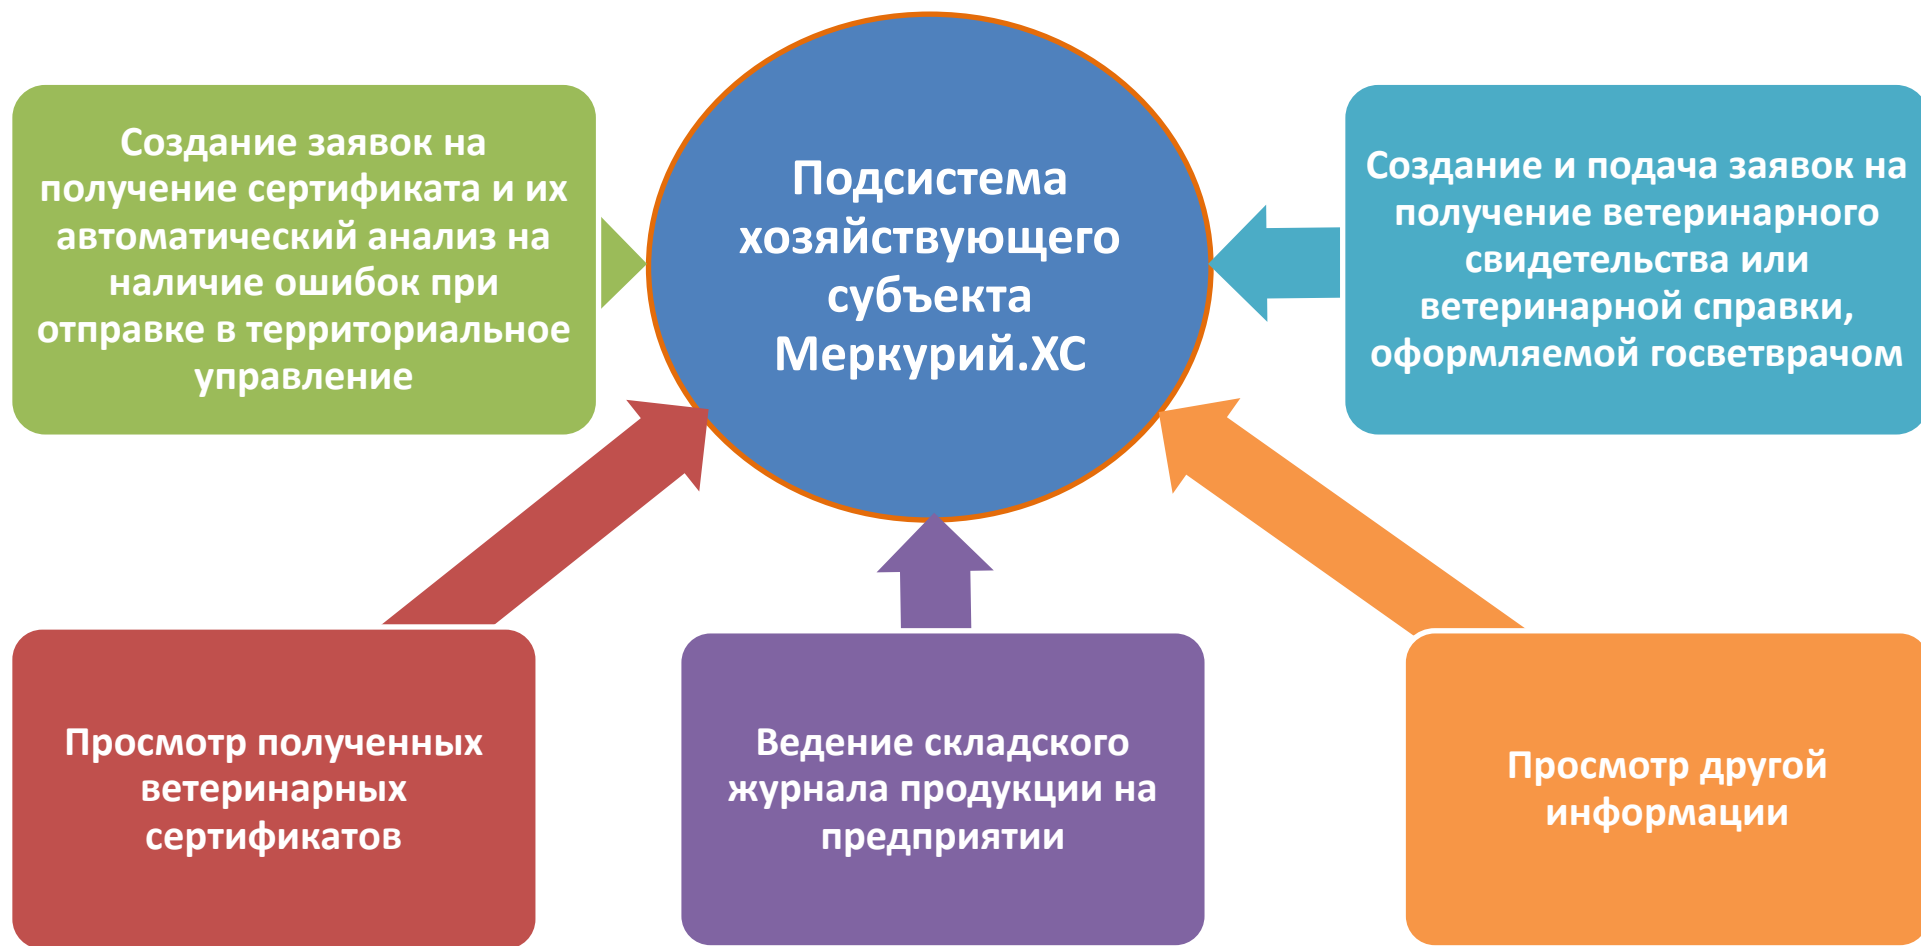 Создание заявок на
получение сертификата и их
автоматический анализ на
наличие ошибок при
отправке в территориальное
управление
Подсистема
хозяйствующего
субъекта
Меркурий.ХС
Создание и подача заявок на
получение ветеринарного
свидетельства или
ветеринарной справки,
оформляемой госветврачом
Просмотр полученных
ветеринарных
сертификатов
Ведение складского
журнала продукции на
предприятии
Просмотр другой
информации